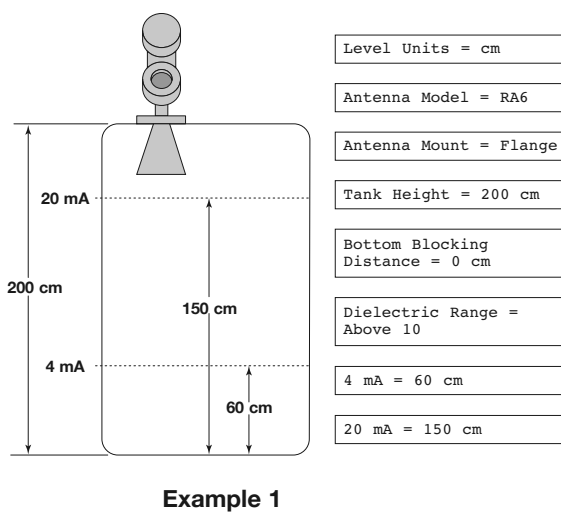 20 mA
200 cm
150 cm
4 mA
60 cm
Level Units = cm
Antenna Model = RA6
Antenna Mount = Flange
Tank Height = 200 cm
Bottom Blocking
Distance = 0 cm
Dielectric Range =
Above 10
4 mA = 60 cm
20 mA = 150 cm
Example 1